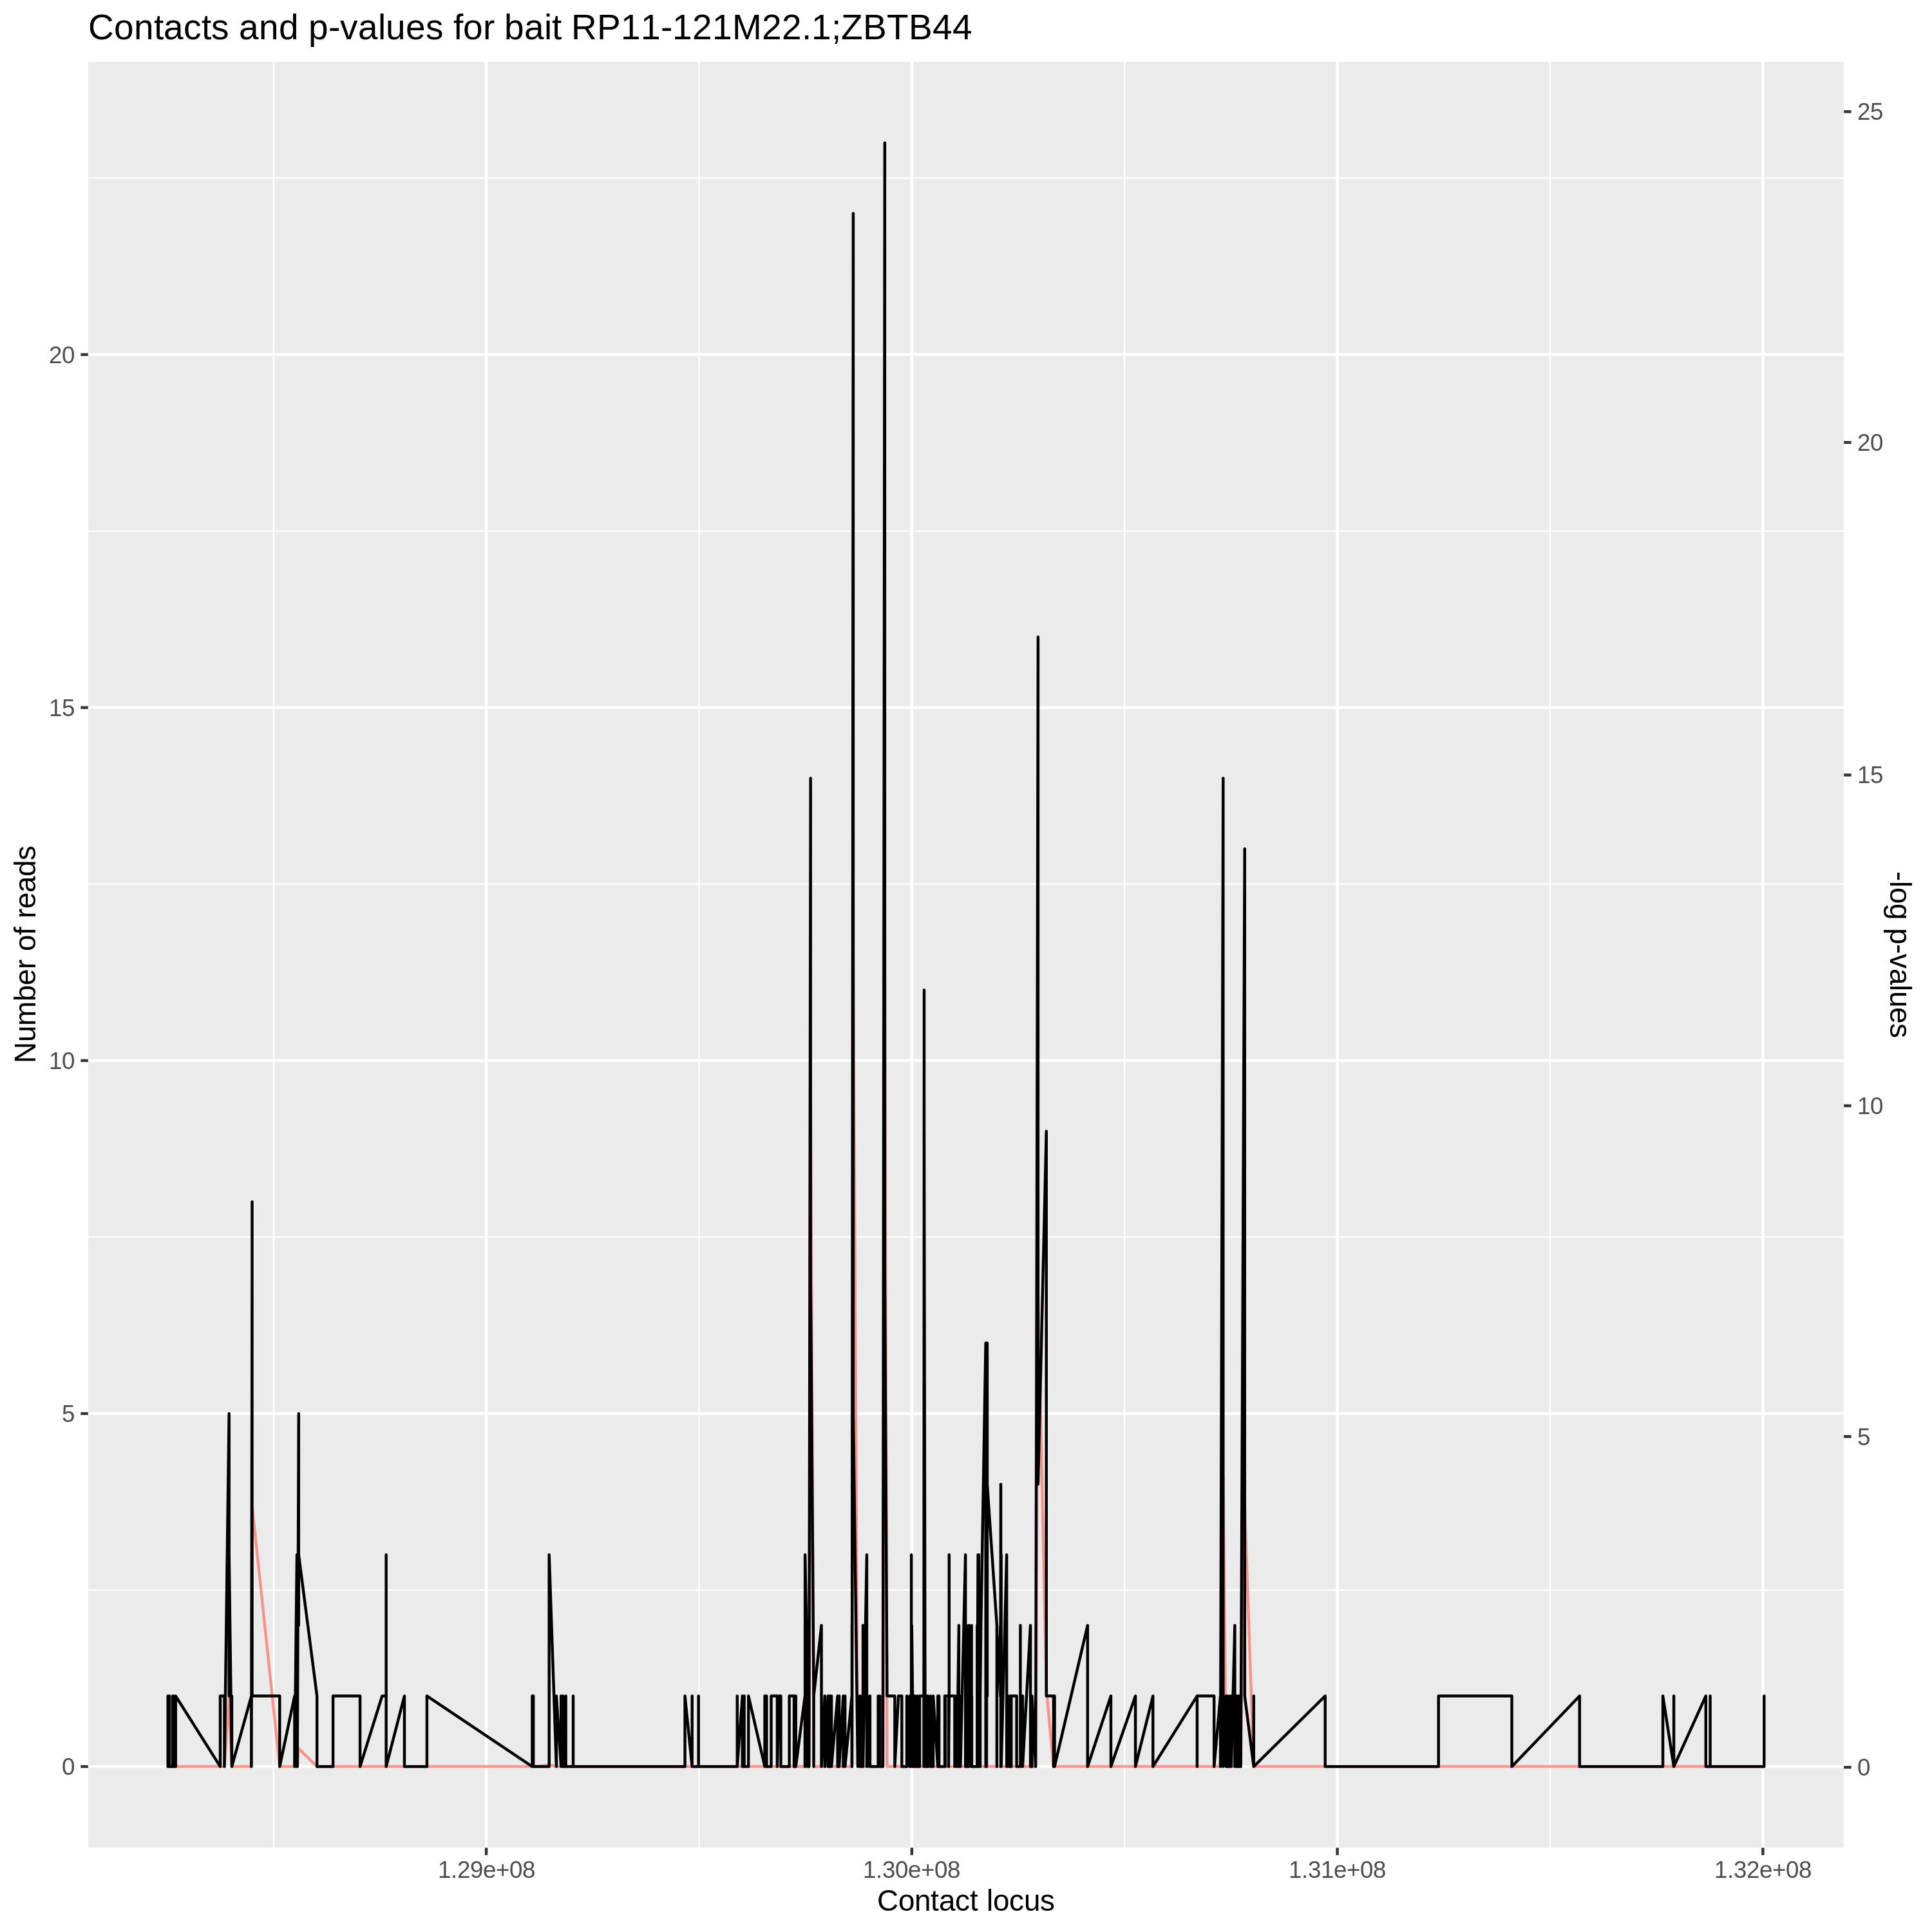 Contacts and p-values for bait RP11-121M22.1;ZBTB44
Number of reads
20
15
10
5
0
25
20
15
10
5
0
-log p-values
1.29e+08
1.30e+08
1.31e+08
1.32e+08
Contact locus